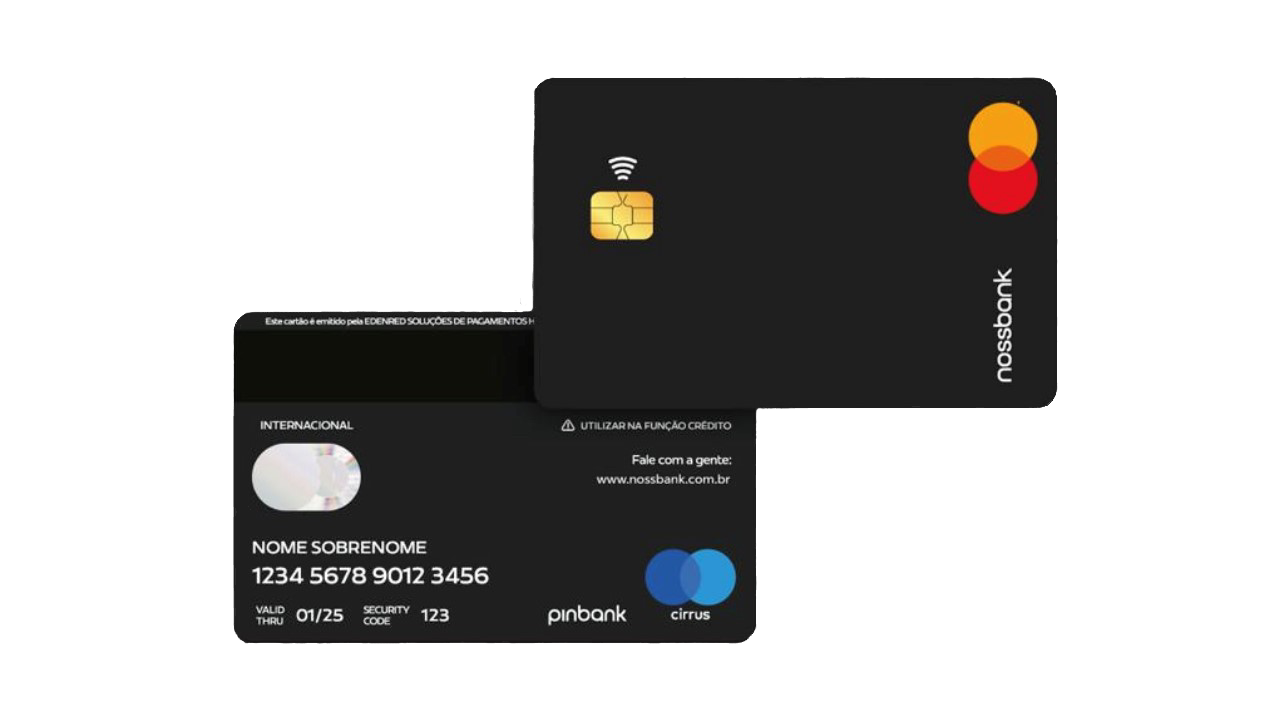 nossbank
Este cartão é emitido pela EDENRED SOLUÇÕES DE PAGAMENTOS H
INTERNACIONAL
UTILIZAR NA FUNÇÃO CRÉDITO
Fale com a gente:
www.nossbank.com.br
NOME SOBRENOME
1234 5678 9012 3456
VALID THRU 01/25 SECURITY CODE 123
pinbank
cirrus